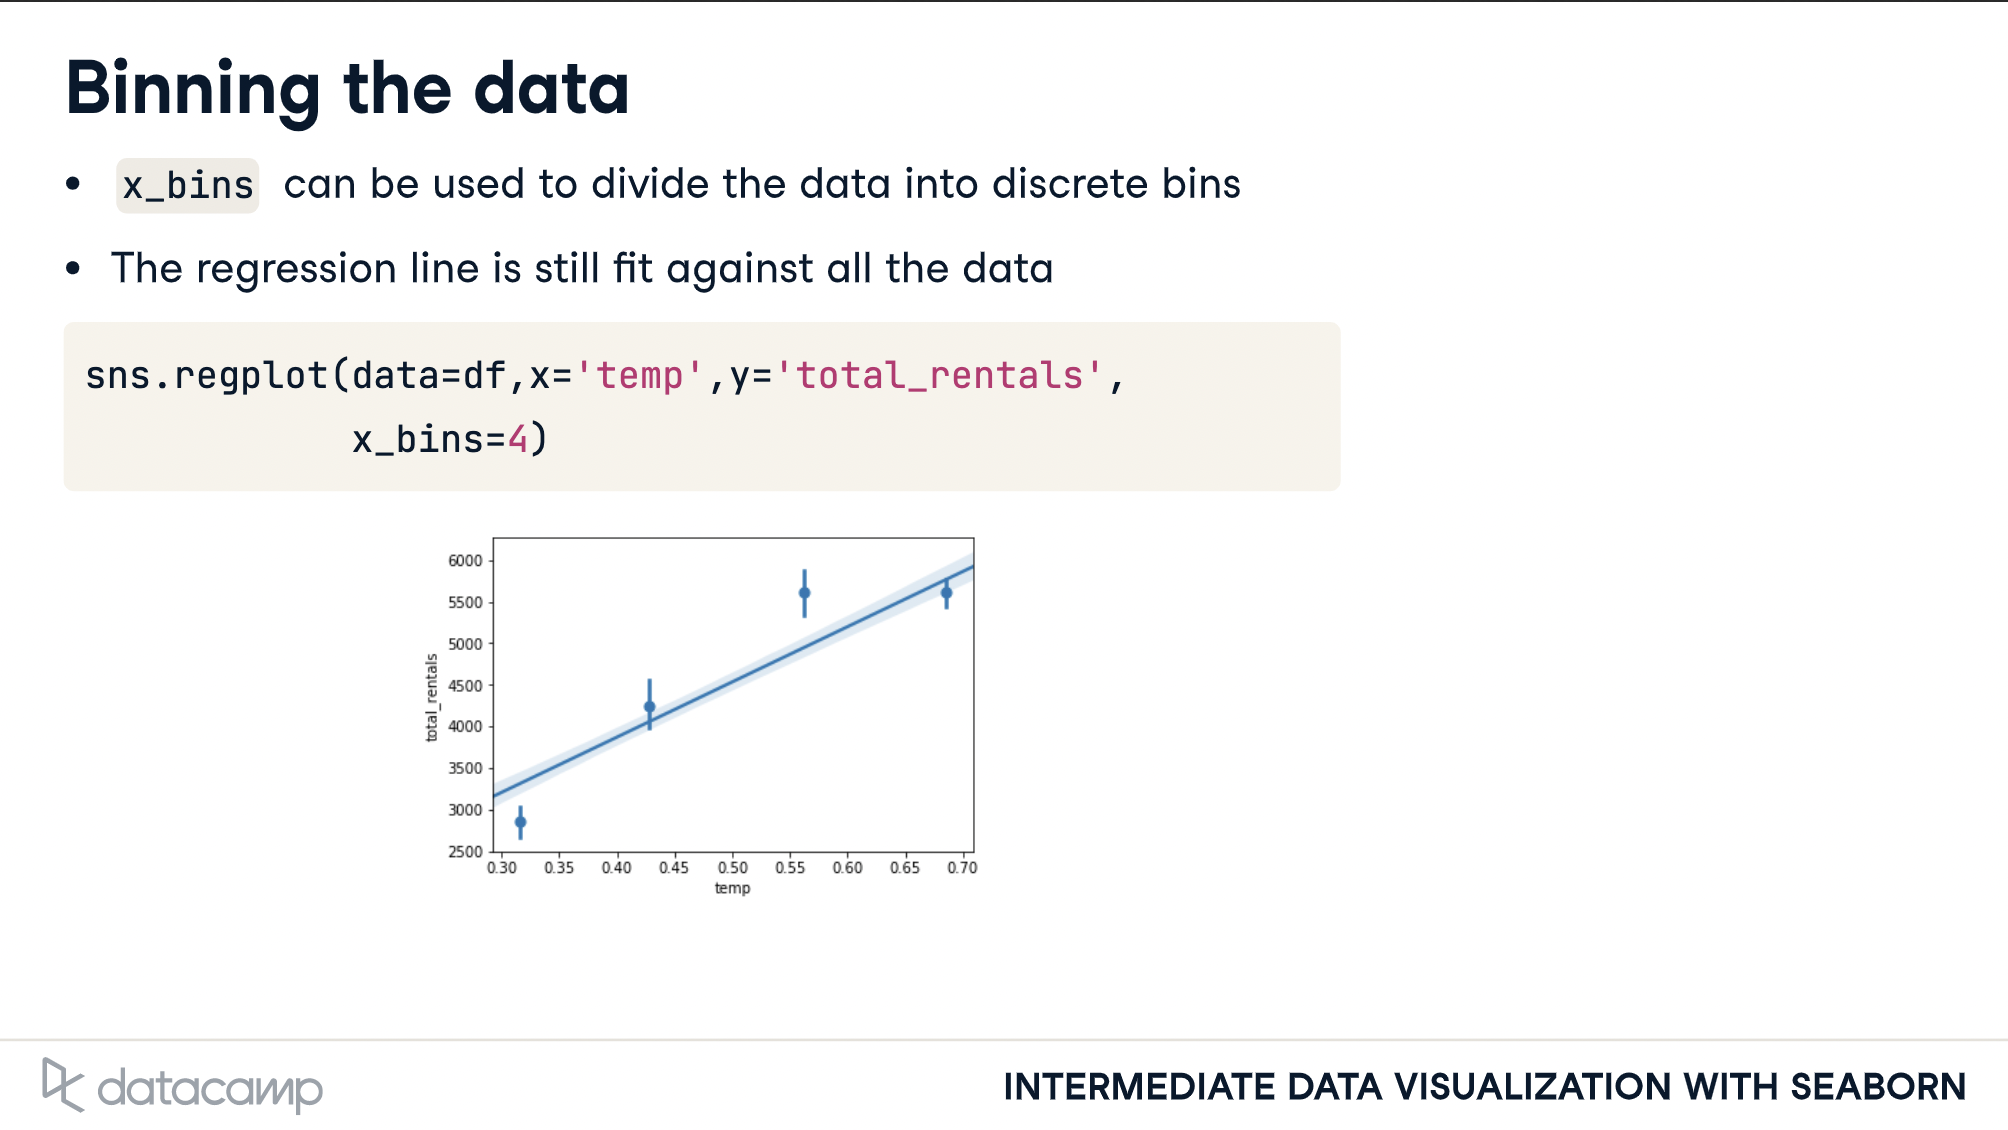 Binning the data
• x_bins can be used to divide the data into discrete bins
• The regression line is still fit against all the data
sns.regplot(data=df,x='temp',y='total_rentals',
            x_bins=4)
6000
5500
5000
4500
4000
3500
3000
2500
total_rentals
0.30 0.35 0.40 0.45 0.50 0.55 0.60 0.65 0.70
temp
datacamp
INTERMEDIATE DATA VISUALIZATION WITH SEABORN